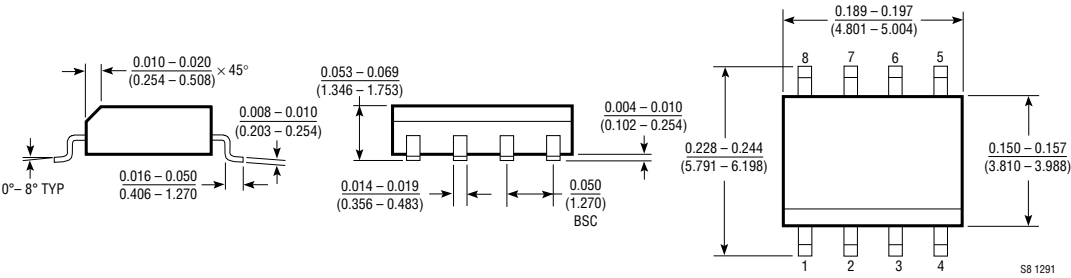 0.010 – 0.020
(0.254 – 0.508)
× 45°
0.008 – 0.010
(0.203 – 0.254)
0°– 8° TYP
0.016 – 0.050
0.406 – 1.270
0.053 – 0.069
(1.346 – 1.753)
0.004 – 0.010
(0.102 – 0.254)
0.014 – 0.019
(0.356 – 0.483)
0.050
(1.270)
BSC
0.189 – 0.197
(4.801 – 5.004)
8 7 6 5
0.228 – 0.244
(5.791 – 6.198)
0.150 – 0.157
(3.810 – 3.988)
1 2 3 4
S8 1291